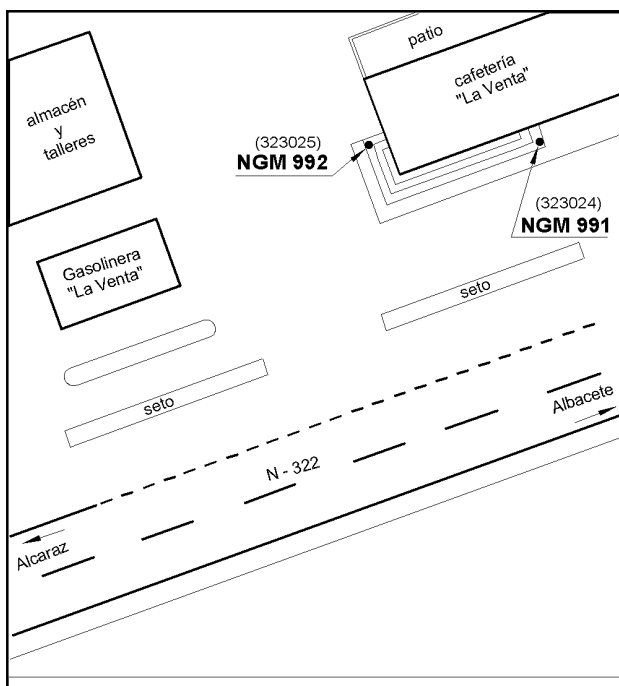 patio
cafetería
"La Venta"
almacén
y
talleres
(323025)
NGM 992
(323024)
NGM 991
Gasolinera
"La Venta"
seto
seto
Albacete
N - 322
Alcaraz